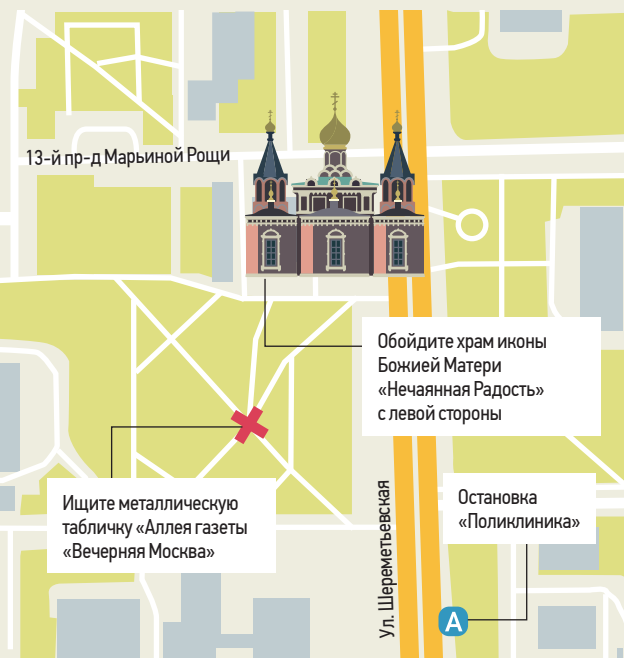 13-й пр-д Марьиной Рощи
Обойдите храм иконы
Божией Матери
«Нечаянная Радость»
с левой стороны
Ищите металлическую
табличку «Аллея газеты
«Вечерняя Москва»
Ул. Шереметьевская
Остановка
«Поликлиника»
А